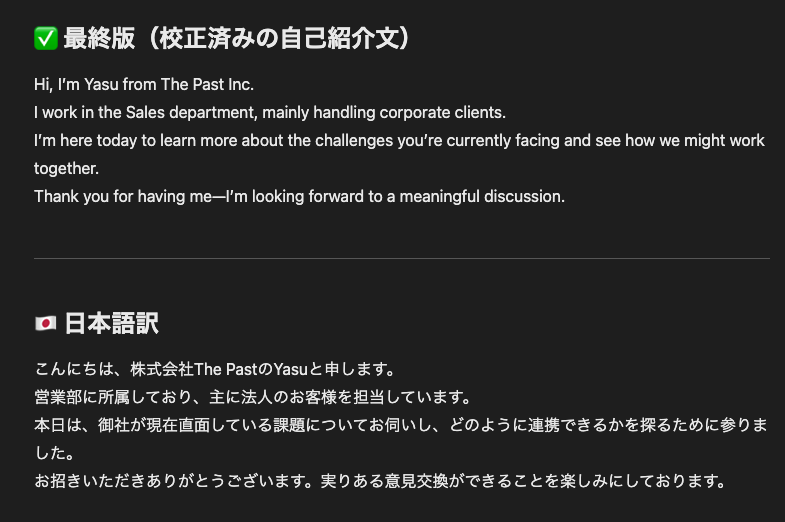 ✅ 最終版（校正済みの自己紹介文）
Hi, I’m Yasu from The Past Inc.
I work in the Sales department, mainly handling corporate clients.
I’m here today to learn more about the challenges you’re currently facing and see how we might work
together.
Thank you for having me—I’m looking forward to a meaningful discussion.
🇯🇵 日本語訳
こんにちは、株式会社The PastのYasuと申します。
営業部に所属しており、主に法人のお客様を担当しています。
本日は、御社が現在直面している課題についてお伺いし、どのように連携できるかを探るために参りま
した。
お招きいただきありがとうございます。実りある意見交換ができることを楽しみにしております。